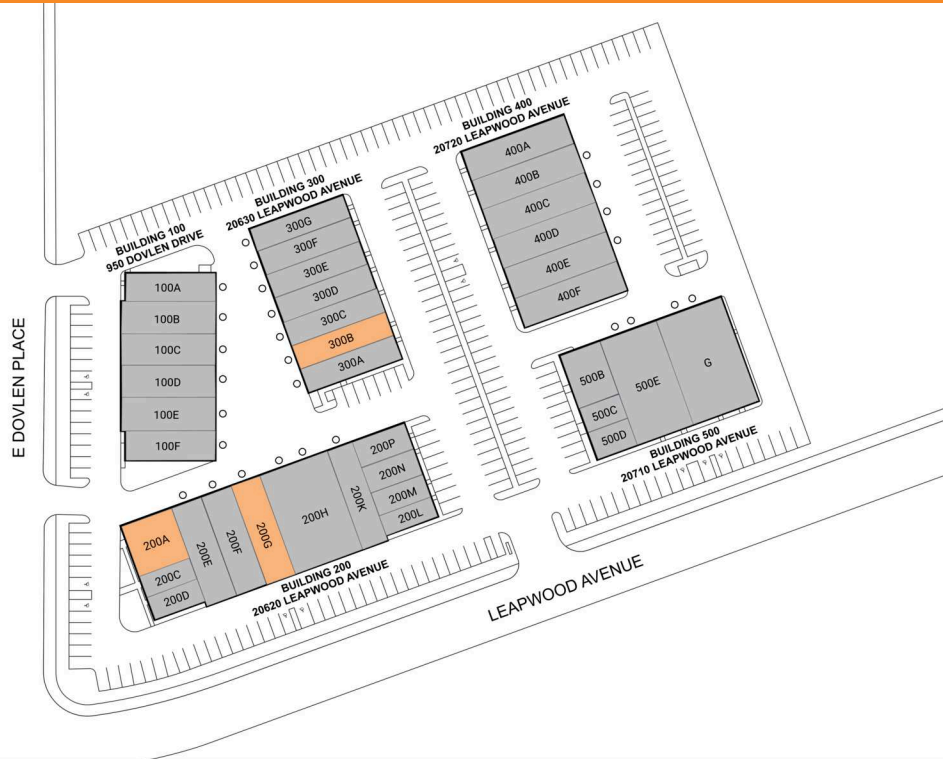 E DOVLEN PLACE
BUILDING 100
950 DOVLEN DRIVE
100A
100B
100C
100D
100E
100F
BUILDING 300
20630 LEAPWOOD AVENUE
300G
300F
300E
300D
300C
300B
300A
BUILDING 400
20720 LEAPWOOD AVENUE
400A
400B
400C
400D
400E
400F
500B
500C
500D
500E
G
BUILDING 500
20710 LEAPWOOD AVENUE
200A
200C
200D
200E
200F
200G
200H
200K
200P
200N
200M
200L
BUILDING 200
20620 LEAPWOOD AVENUE
LEAPWOOD AVENUE